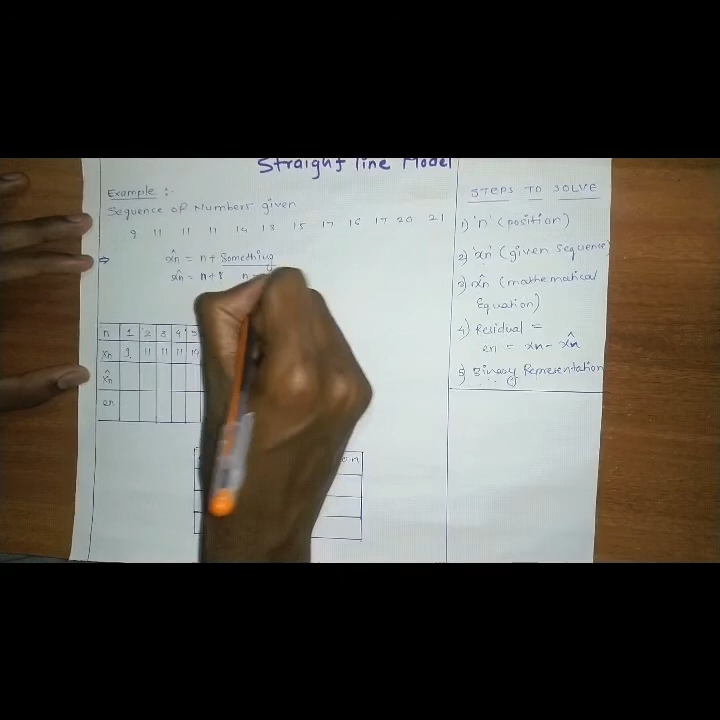 Straight line Model
Example :-
Sequence of Numbers given
9 11 11 11 14 13 15 17 16 17 20 21
⇒ x̂n = n + Something
x̂n = n+8 n
n 1 2 3 4 5
xn 9 11 11 11 14
x̂n
en
STEPS TO SOLVE
1) 'n' (position)
2) 'xn' (given sequence)
3) x̂n (mathematical
Equation)
4) Residual =
en = xn - x̂n
5) Binary Representation